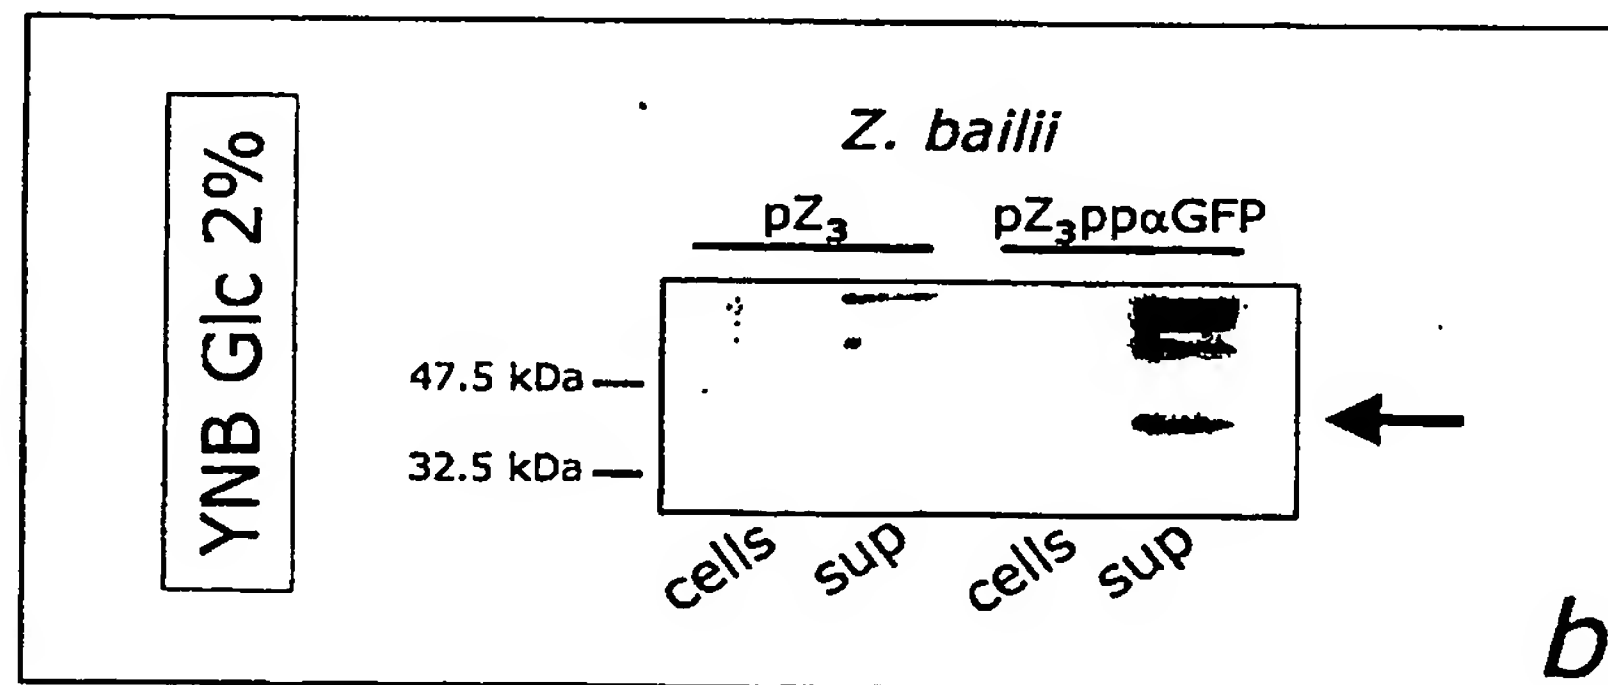 YNB Glc 2%
Z. bailii
pZ₃ pZ₃ppαGFP
47.5 kDa
32.5 kDa
cells sup cells sup
b